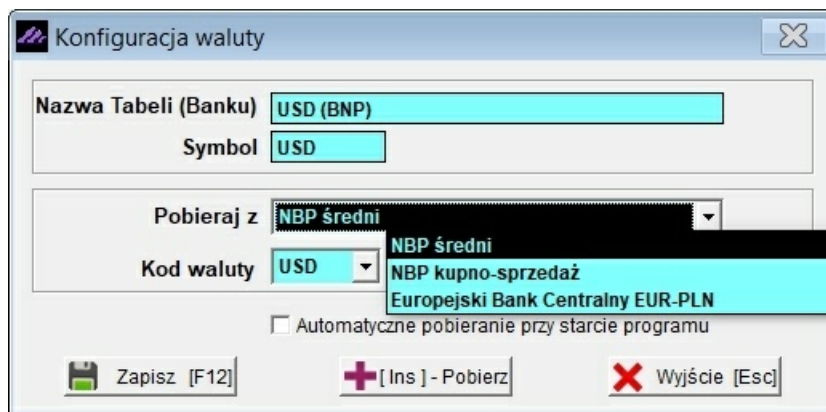 Konfiguracja waluty
Nazwa Tabeli (Banku) USD (BNP)
Symbol USD
Pobieraj z NBP średni
NBP średni
Kod waluty USD
NBP kupno-sprzedaż
Europejski Bank Centralny EUR-PLN
Automatyczne pobieranie przy starcie programu
Zapisz [F12] [ Ins ] - Pobierz Wyjście [Esc]